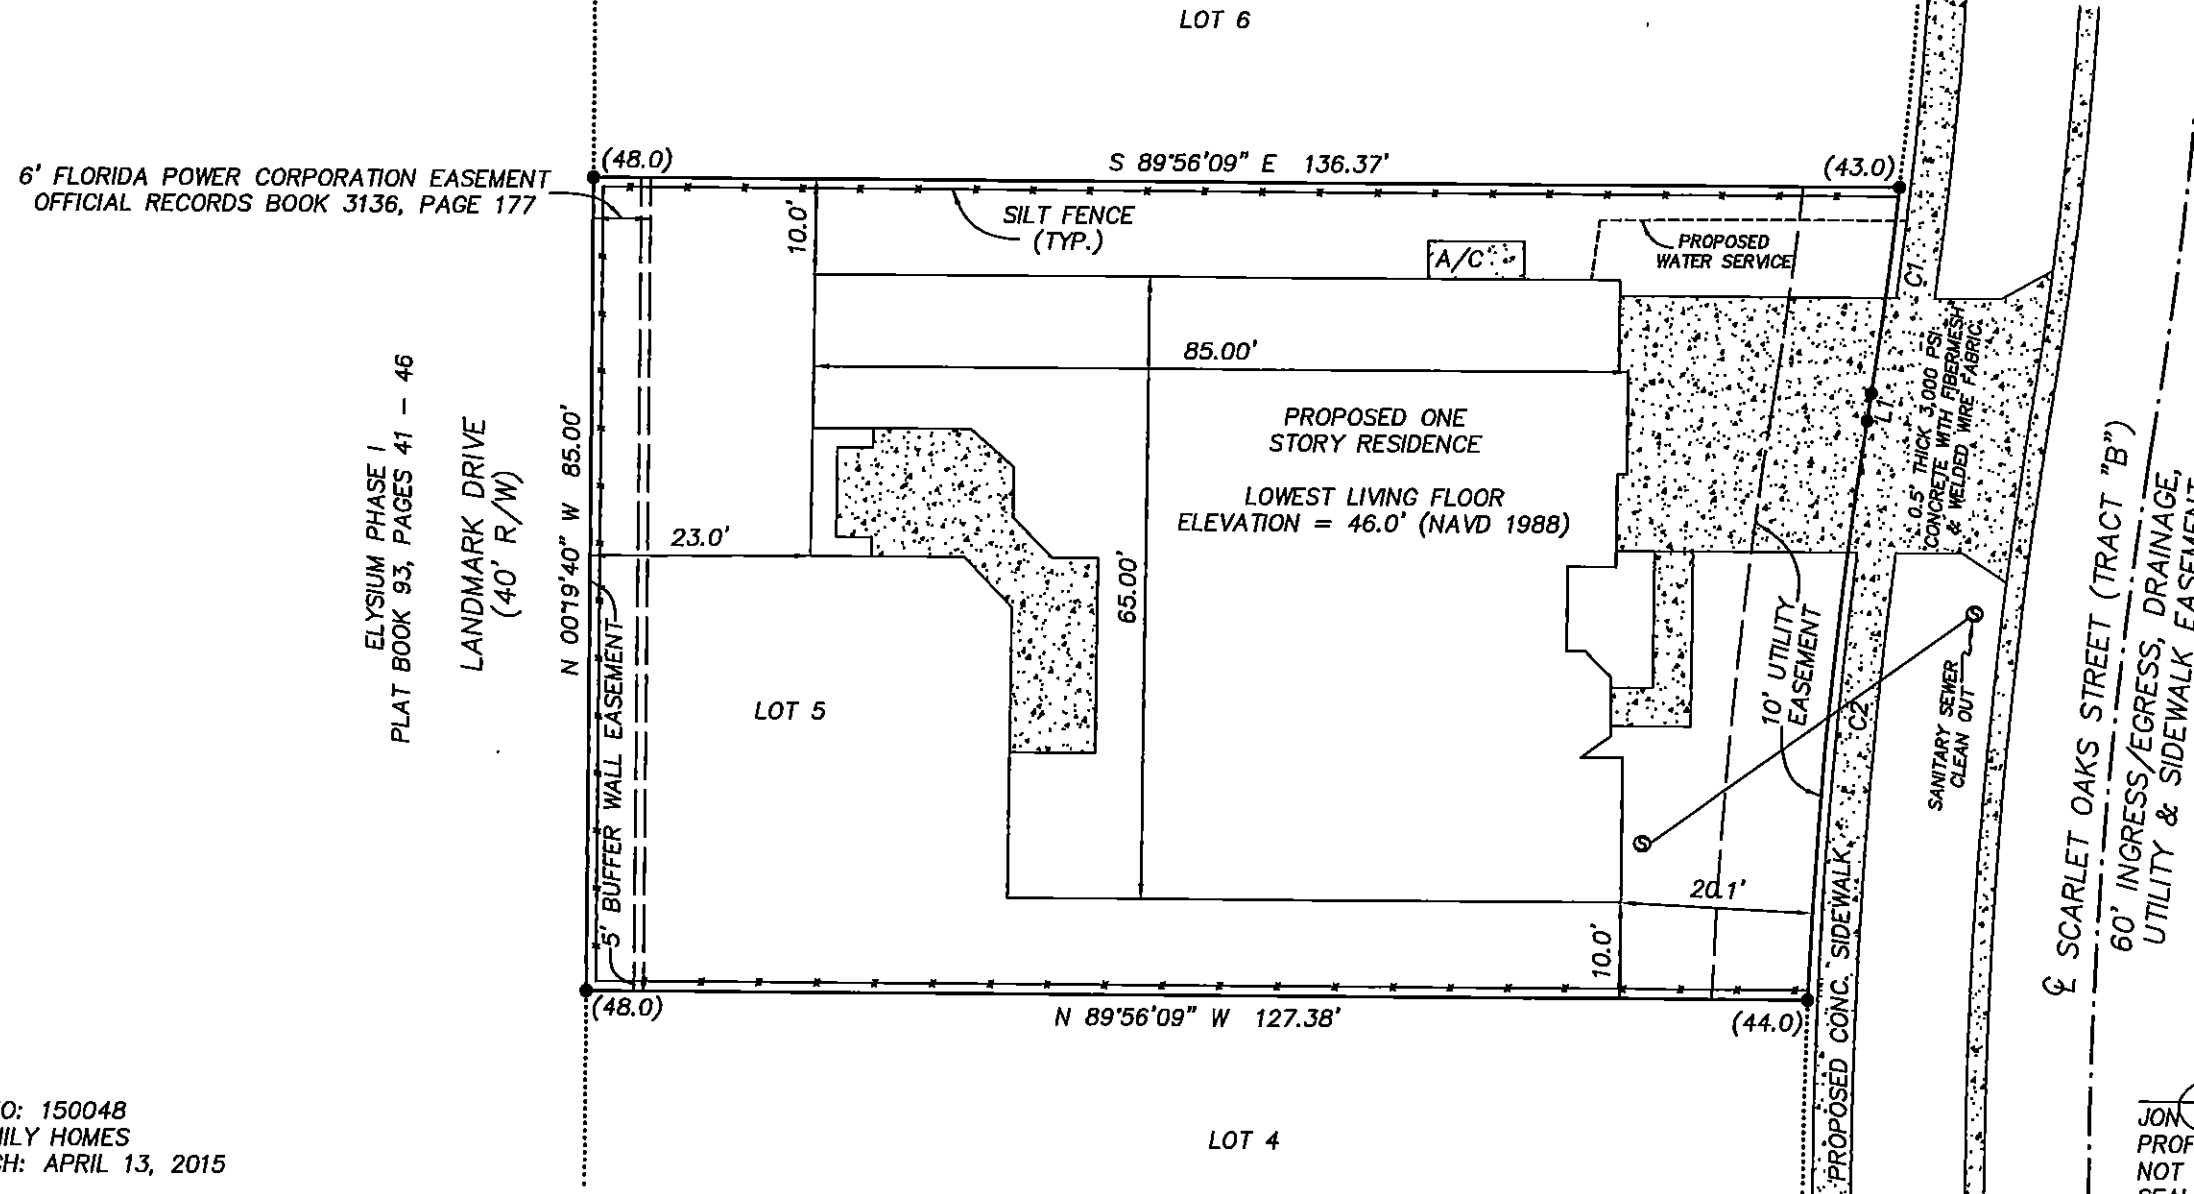 LOT 6
6' FLORIDA POWER CORPORATION EASEMENT
OFFICIAL RECORDS BOOK 3136, PAGE 177
(48.0)
S 89°56'09" E 136.37'
(43.0)
10.0'
SILT FENCE
(TYP.)
A/C
PROPOSED
WATER SERVICE
C1
85.00'
ELYSIUM PHASE I
PLAT BOOK 93, PAGES 41 - 46
LANDMARK DRIVE
(40' R/W)
N 00°19'40" W 85.00'
PROPOSED ONE
STORY RESIDENCE
LOWEST LIVING FLOOR
ELEVATION = 46.0' (NAVD 1988)
L1
0.5' THICK 3,000 PSI
CONCRETE WITH FIBERMESH
& WELDED WIRE FABRIC
23.0'
65.00'
5' BUFFER WALL EASEMENT
LOT 5
10' UTILITY
EASEMENT
C2
S
S
SANITARY SEWER
CLEAN OUT
℄ SCARLET OAKS STREET (TRACT "B")
60' INGRESS/EGRESS, DRAINAGE,
UTILITY & SIDEWALK EASEMENT
20.1'
10.0'
PROPOSED CONC. SIDEWALK
(48.0)
N 89°56'09" W 127.38'
(44.0)
O: 150048
ILY HOMES
CH: APRIL 13, 2015
LOT 4
JON
PROF
NOT